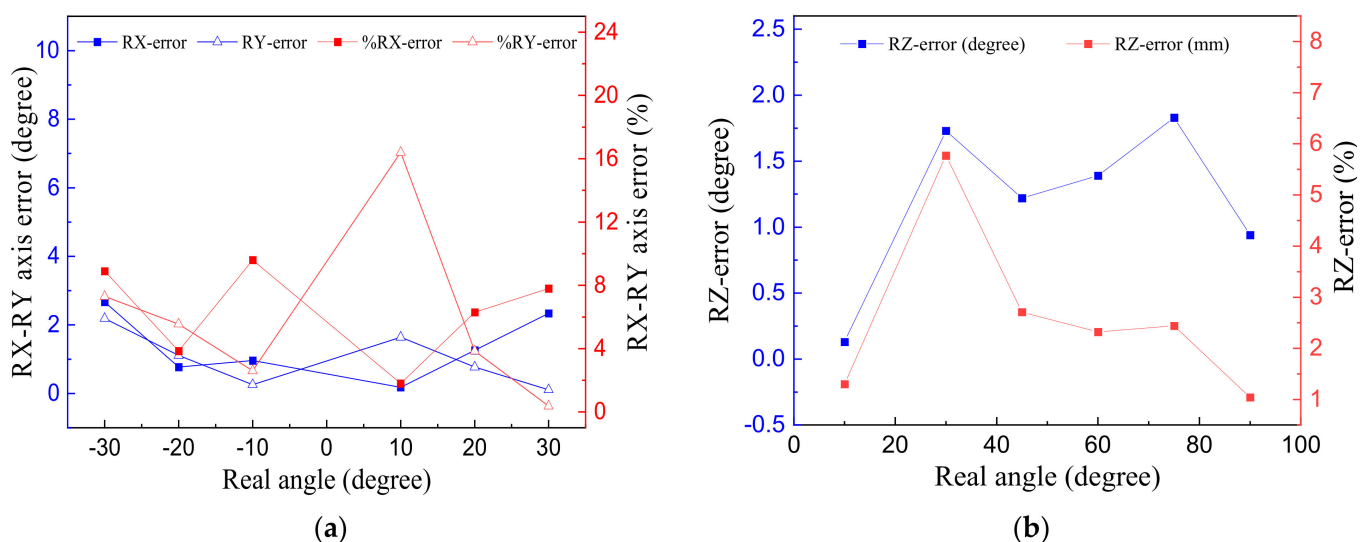 RX-error RY-error %RX-error %RY-error
RX-RY axis error (degree)
10
8
6
4
2
0
24
20
16
12
8
4
0
RX-RY axis error (%)
-30 -20 -10 0 10 20 30
Real angle (degree)
(a)
RZ-error (degree) RZ-error (mm)
RZ-error (degree)
2.5
2.0
1.5
1.0
0.5
0.0
-0.5
8
7
6
5
4
3
2
1
RZ-error (%)
0 20 40 60 80 100
Real angle (degree)
(b)